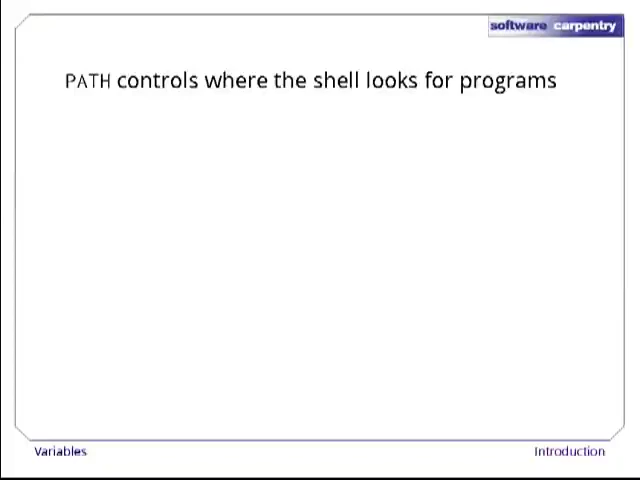 software carpentry
PATH controls where the shell looks for programs
Variables
Introduction